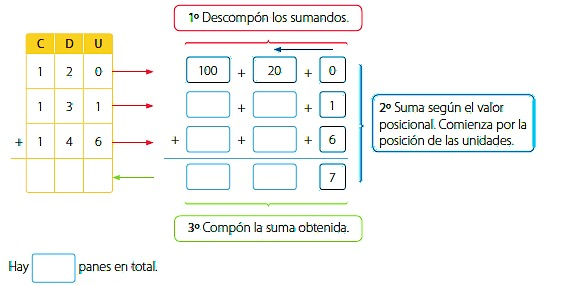 1º Descompón los sumandos.
C D U
1 2 0
100 + 20 + 0
1 3 1
+ 1
+ 1 4 6
+ + + 6
7
2º Suma según el valor
posicional. Comienza por la
posición de las unidades.
3º Compón la suma obtenida.
Hay panes en total.